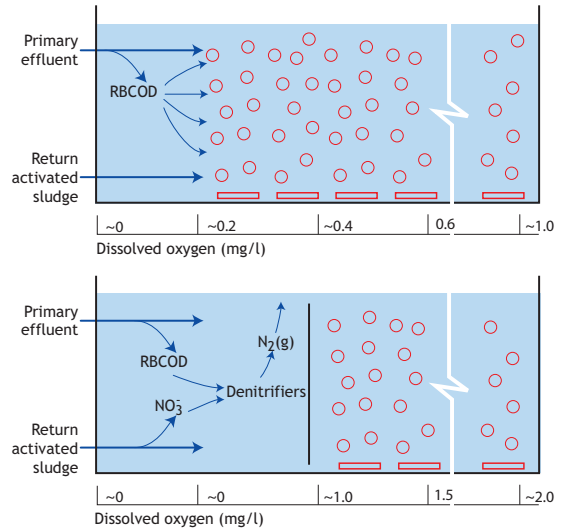 Primary
effluent
RBCOD
Return
activated
sludge
~0 ~0.2 ~0.4 0.6 ~1.0
Dissolved oxygen (mg/l)
Primary
effluent
N₂(g)
RBCOD
Denitrifiers
NO₃⁻
Return
activated
sludge
~0 ~0 ~1.0 1.5 ~2.0
Dissolved oxygen (mg/l)